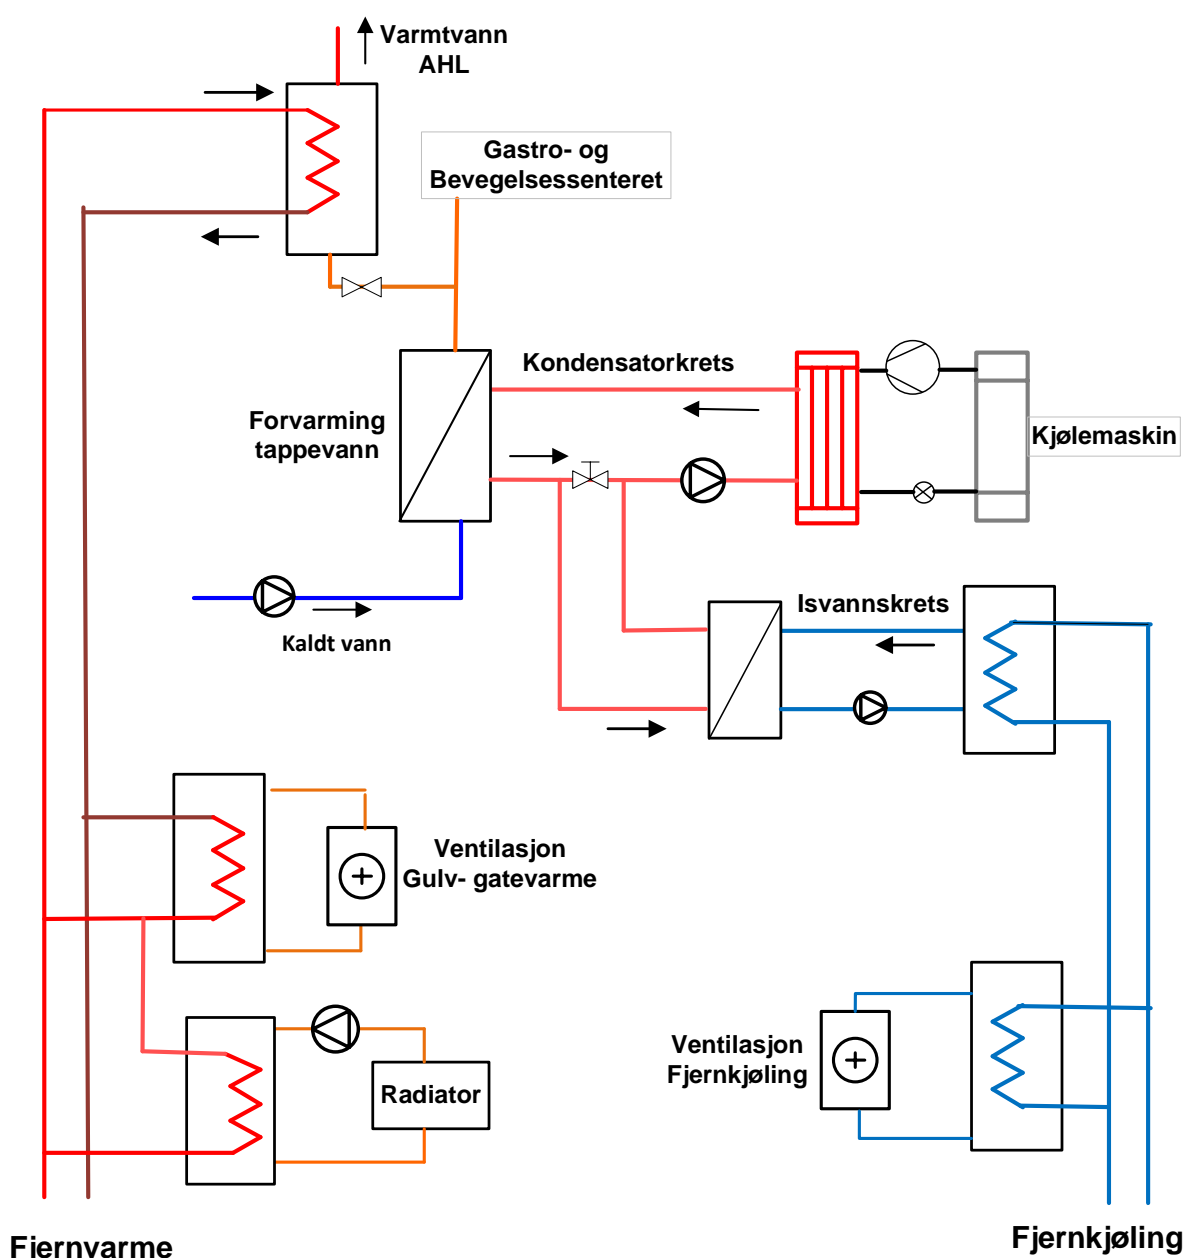 Varmtvann
AHL
Gastro- og
Bevegelsessenteret
Kondensatorkrets
Forvarming
tappevann
Kjølemaskin
Isvannskrets
Kaldt vann
Ventilasjon
Gulv- gatevarme
Radiator
Ventilasjon
Fjernkjøling
Fjernvarme
Fjernkjøling